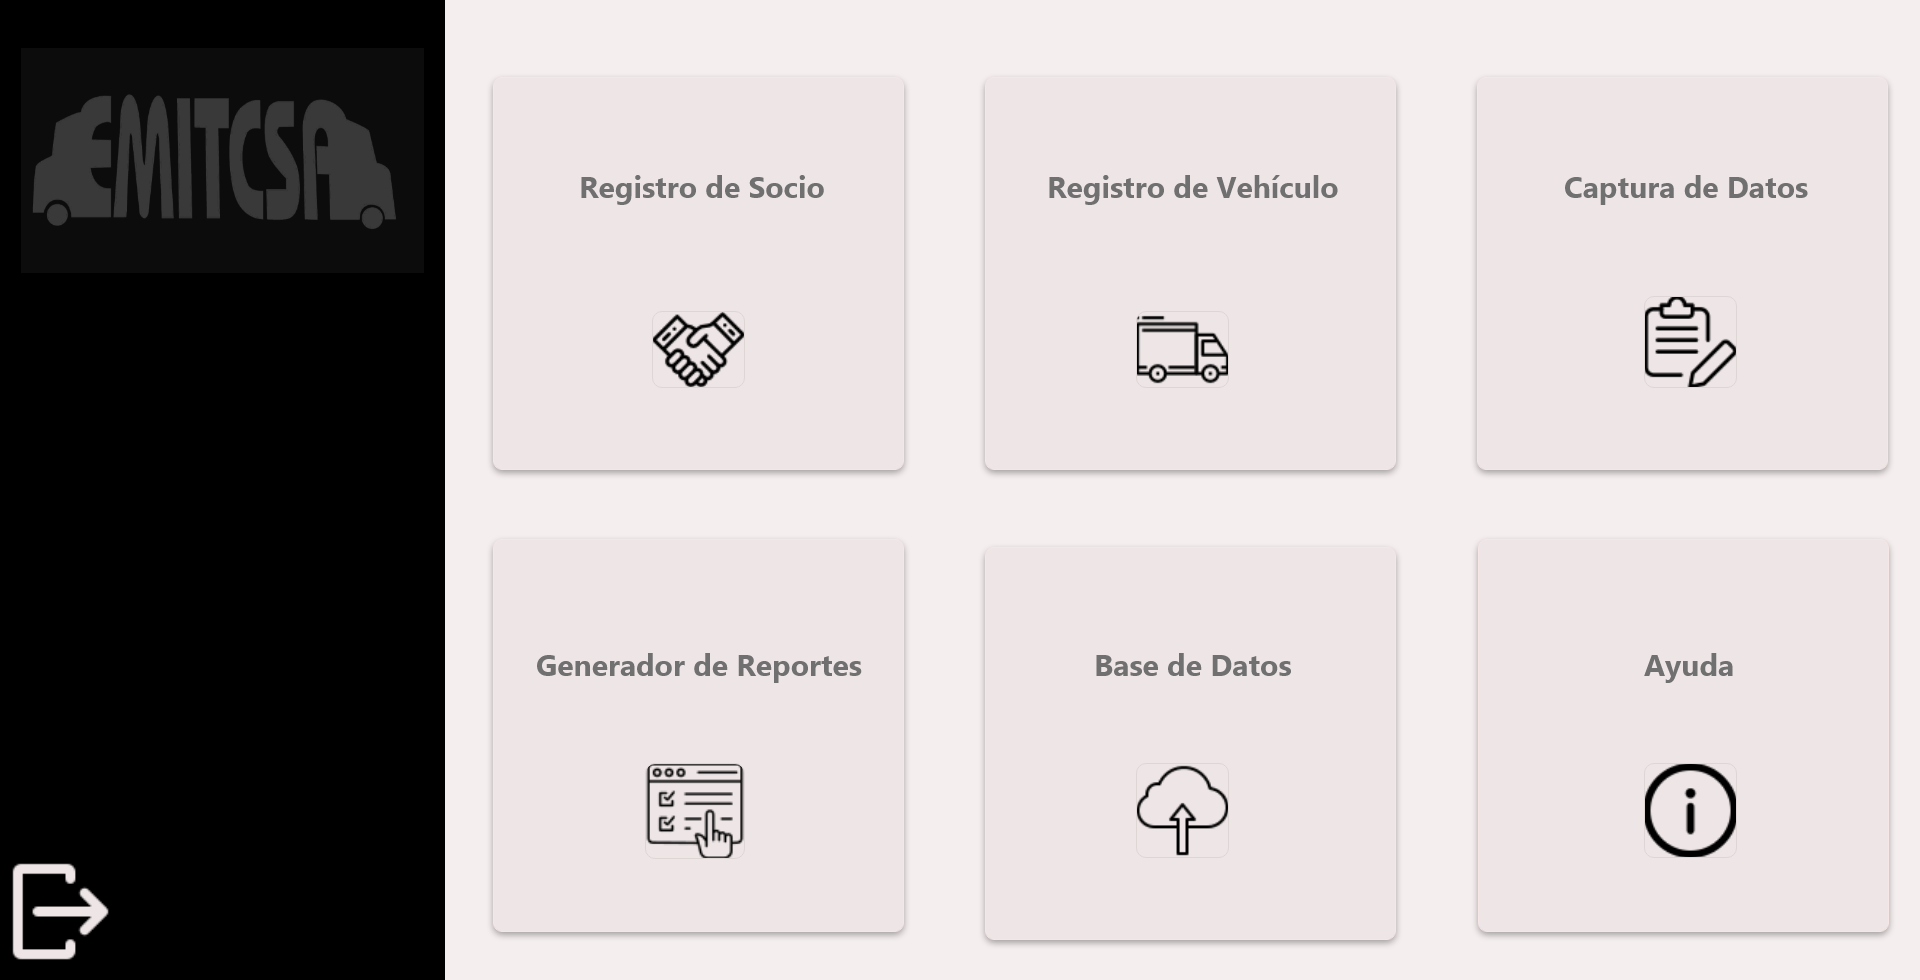 EMITCSA
Registro de Socio
Registro de Vehículo
Captura de Datos
Generador de Reportes
Base de Datos
Ayuda